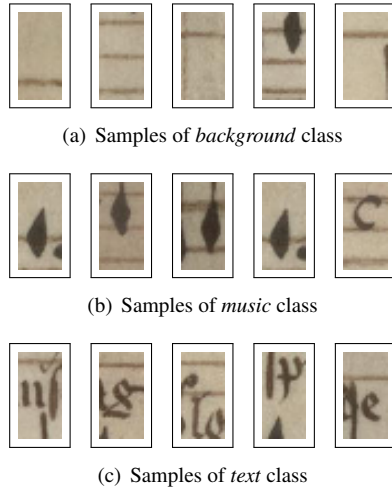 (a) Samples of background class
(b) Samples of music class
(c) Samples of text class